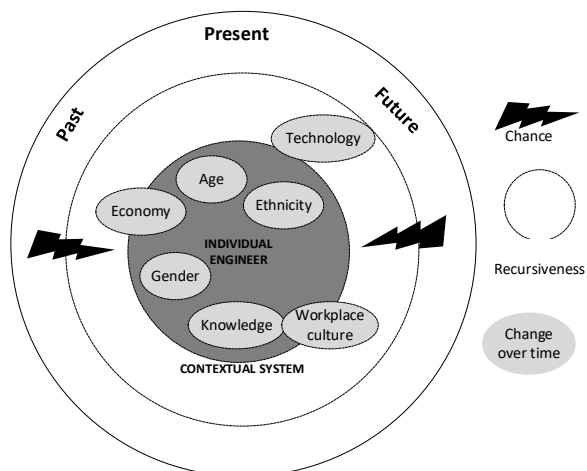 Present
Past
Future
Technology
Age
Economy
Ethnicity
INDIVIDUAL
ENGINEER
Gender
Knowledge
Workplace
culture
CONTEXTUAL SYSTEM
Chance
Recursiveness
Change
over time